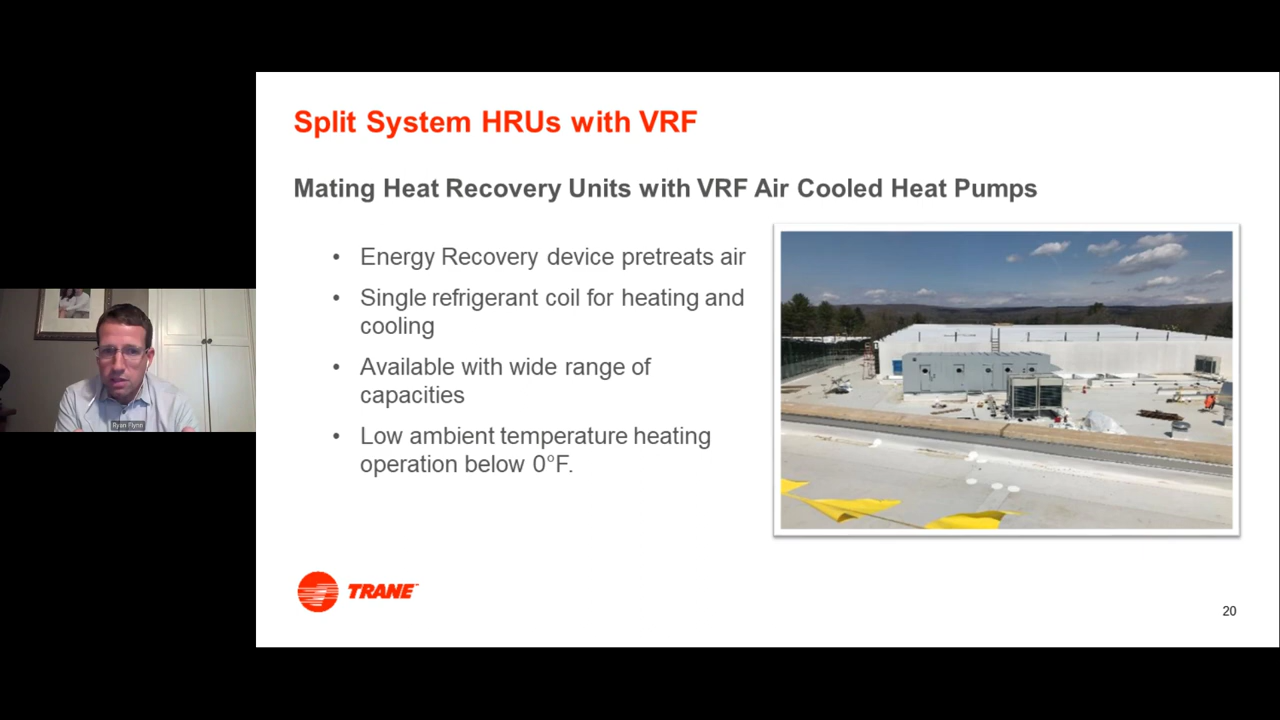 Split System HRUs with VRF
Mating Heat Recovery Units with VRF Air Cooled Heat Pumps
• Energy Recovery device pretreats air
• Single refrigerant coil for heating and
cooling
• Available with wide range of
capacities
• Low ambient temperature heating
operation below 0°F.
Ryan Flynn
TRANE™
20